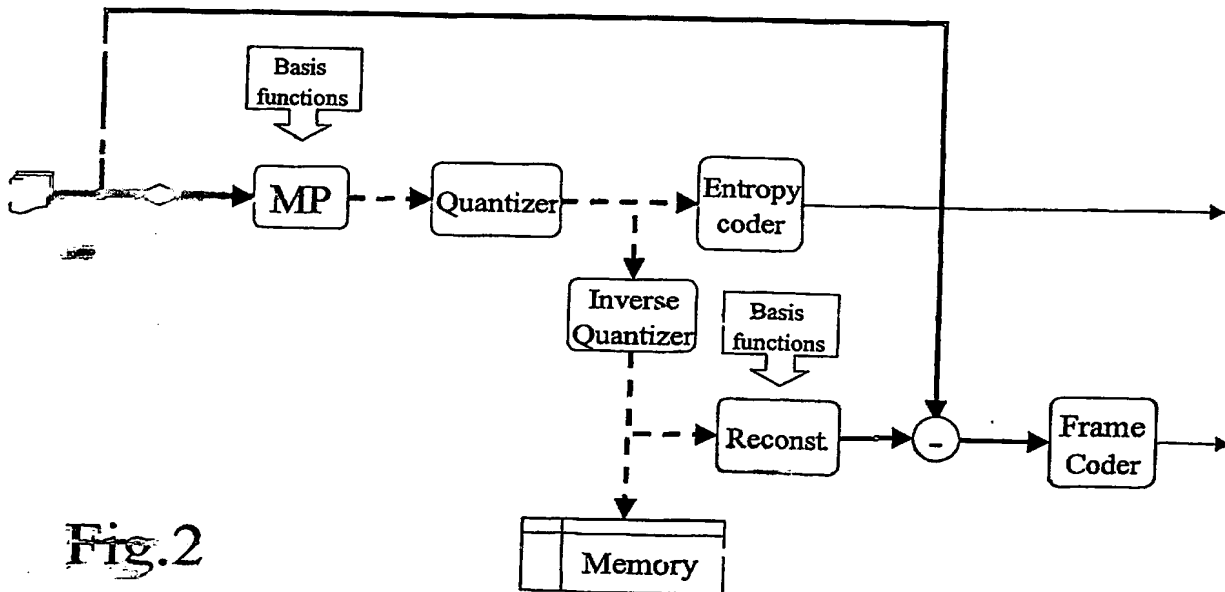 Basis
functions
MP
Quantizer
Entropy
coder
Inverse
Quantizer
Basis
functions
Reconst.
-
Frame
Coder
Memory
Fig.2